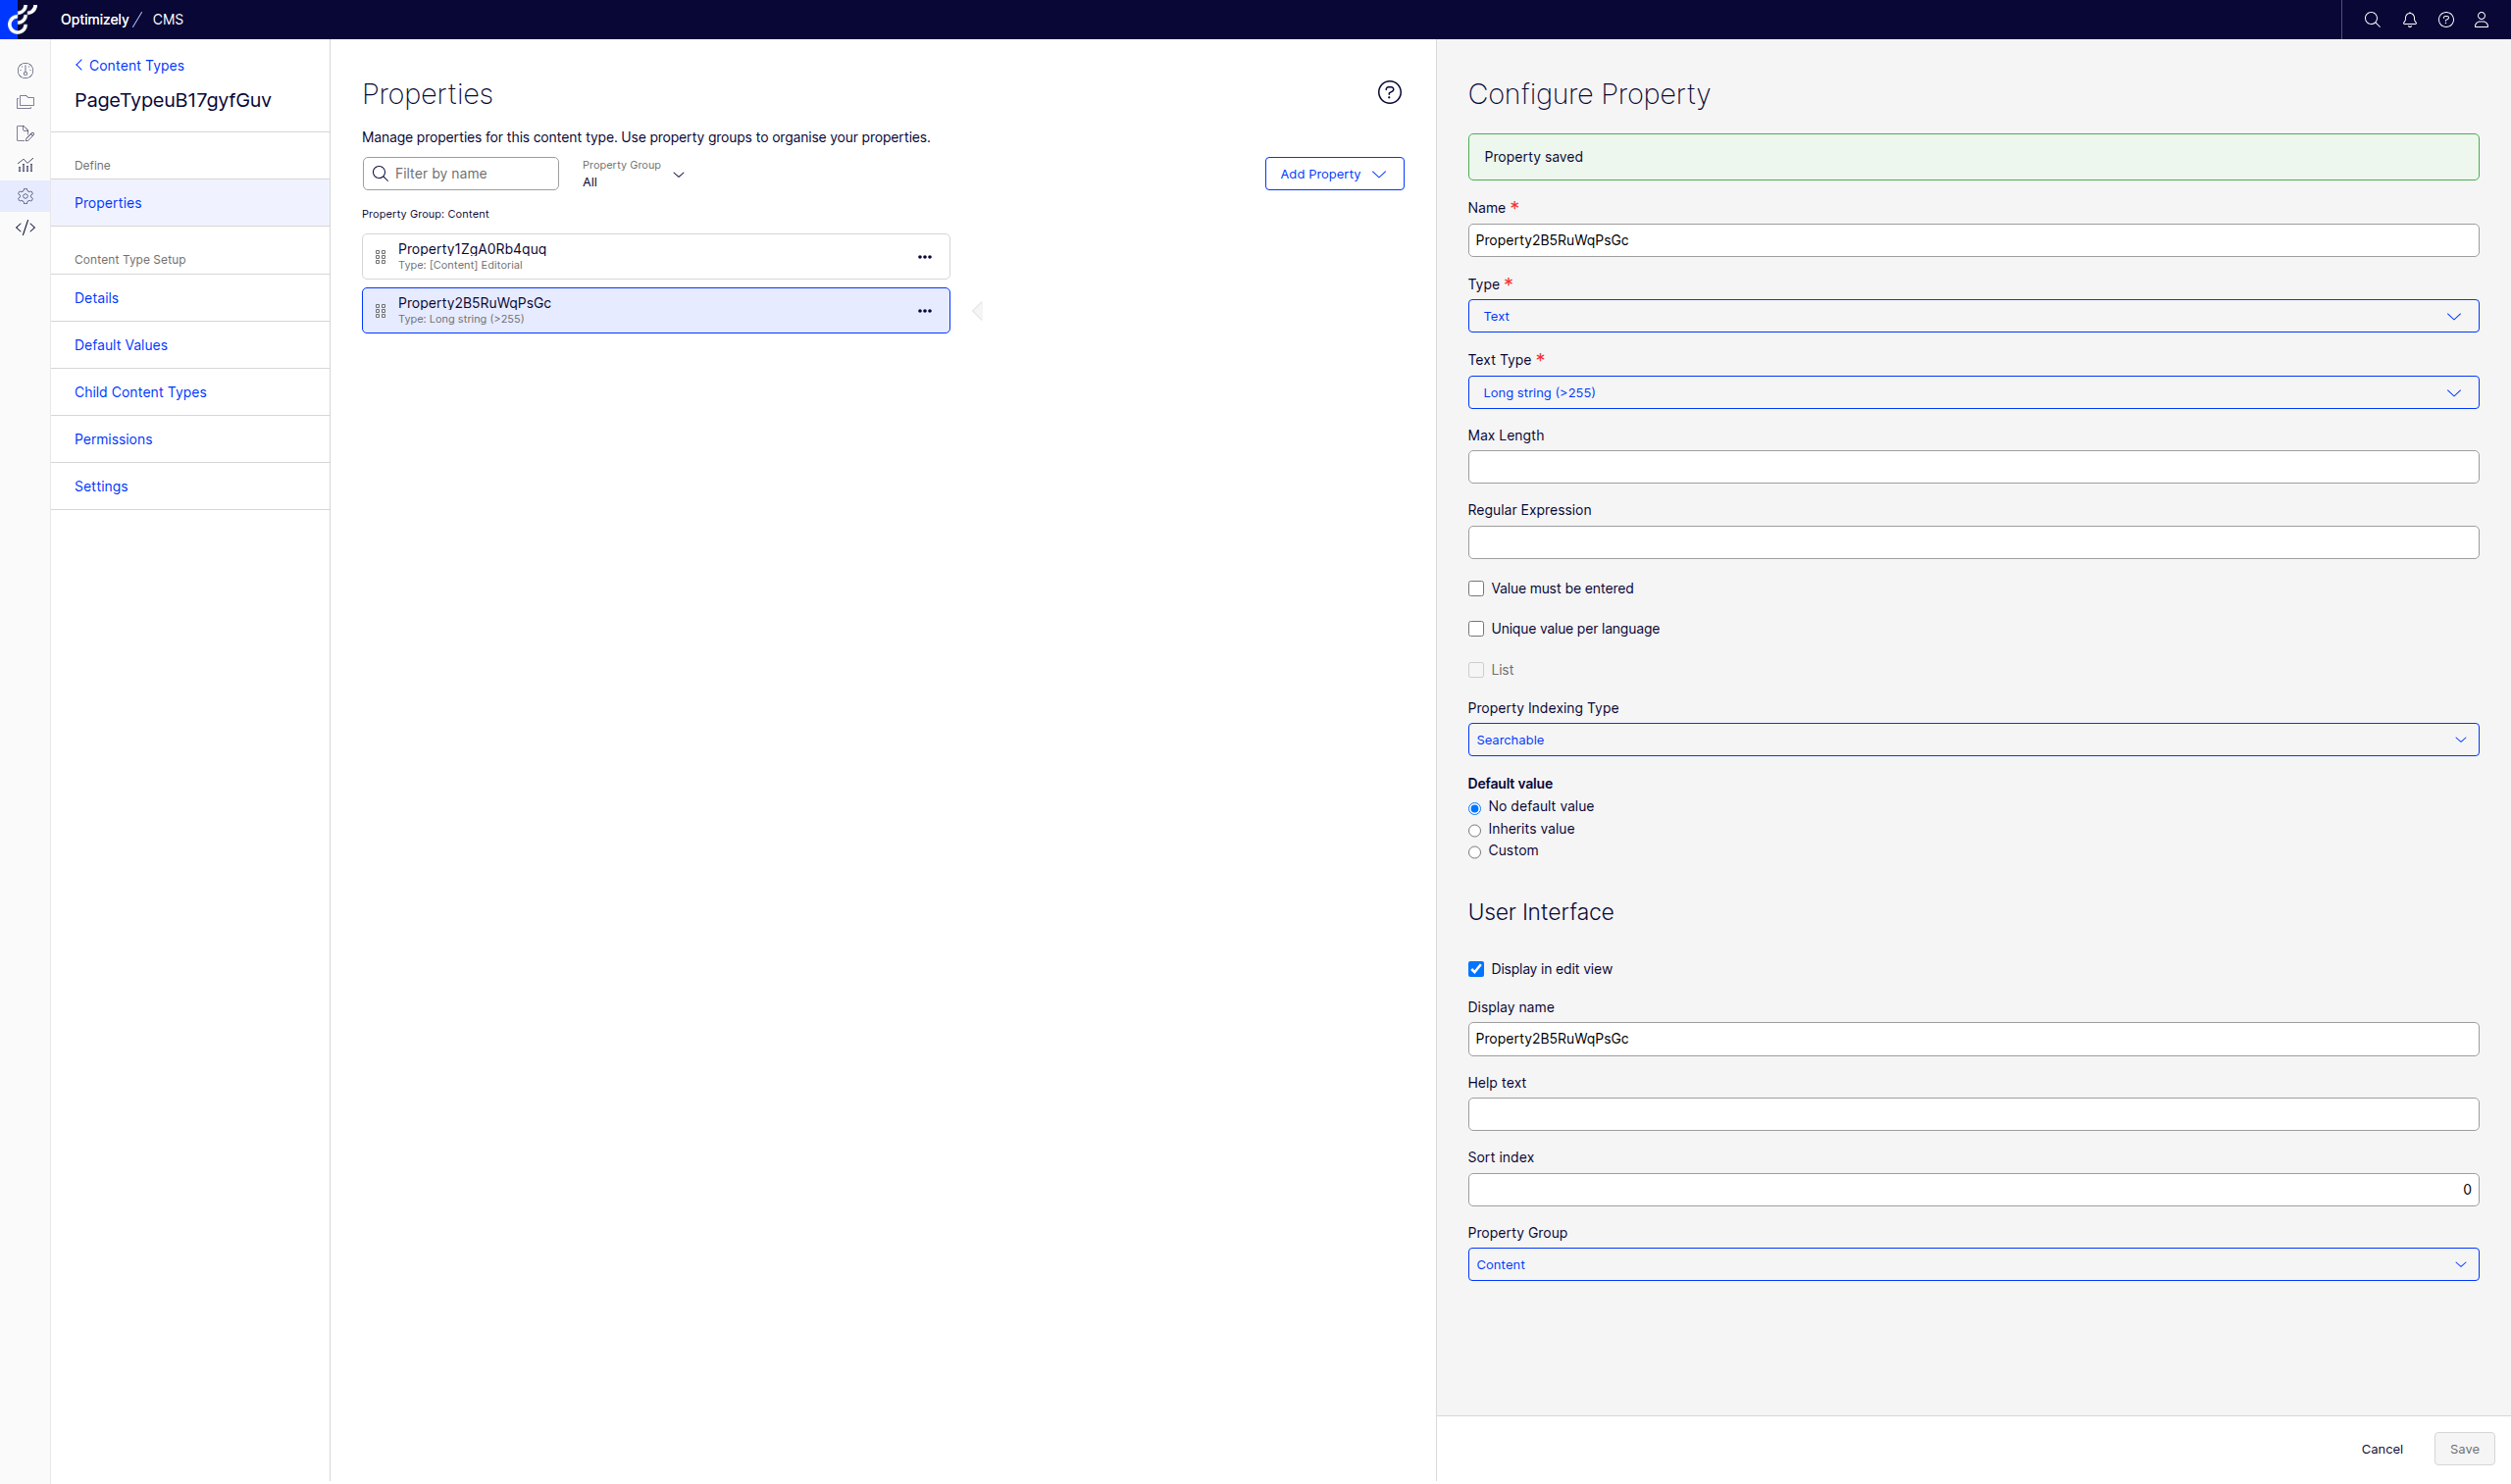 Optimizely / CMS
Content Types
PageTypeuB17gyfGuv
Define
Properties
Content Type Setup
Details
Default Values
Child Content Types
Permissions
Settings
Properties
Manage properties for this content type. Use property groups to organise your properties.
Filter by name
Property Group
All
Add Property
Property Group: Content
Property1ZgA0Rb4quq
Type: [Content] Editorial
Property2B5RuWqPsGc
Type: Long string (>255)
Configure Property
Property saved
Name *
Property2B5RuWqPsGc
Type *
Text
Text Type *
Long string (>255)
Max Length
Regular Expression
Value must be entered
Unique value per language
List
Property Indexing Type
Searchable
Default value
No default value
Inherits value
Custom
User Interface
Display in edit view
Display name
Property2B5RuWqPsGc
Help text
Sort index
0
Property Group
Content
Cancel
Save